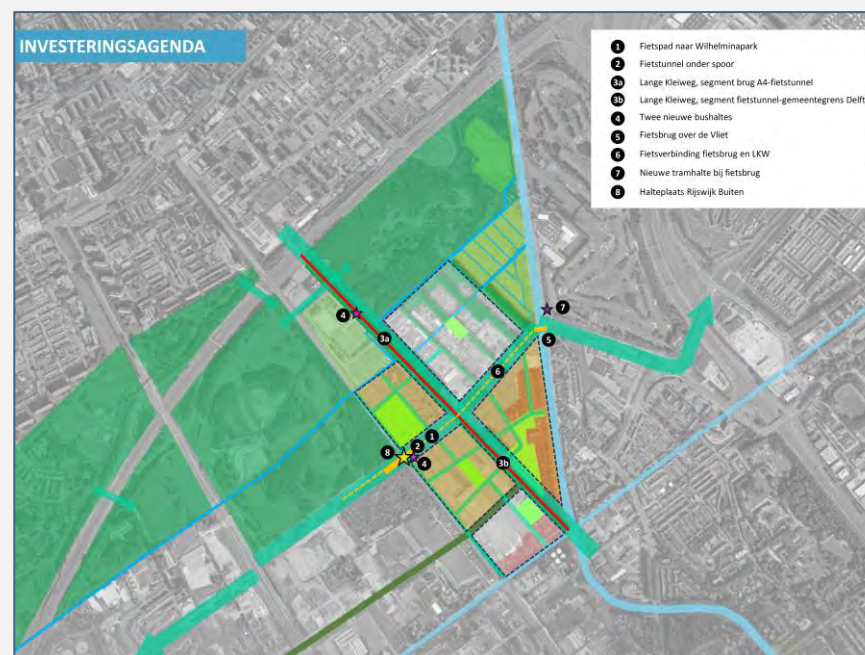 INVESTERINGSAGENDA
1 Fietspad naar Wilhelminapark
2 Fietstunnel onder spoor
3a Lange Kleiweg, segment brug A4-fietstunnel
3b Lange Kleiweg, segment fietstunnel-gemeentegrens Delft
4 Twee nieuwe bushaltes
5 Fietsbrug over de Vliet
6 Fietsverbinding fietsbrug en LKW
7 Nieuwe tramhalte bij fietsbrug
8 Halteplaats Rijswijk Buiten
7
4
5
3a
6
1
2
8
4
3b